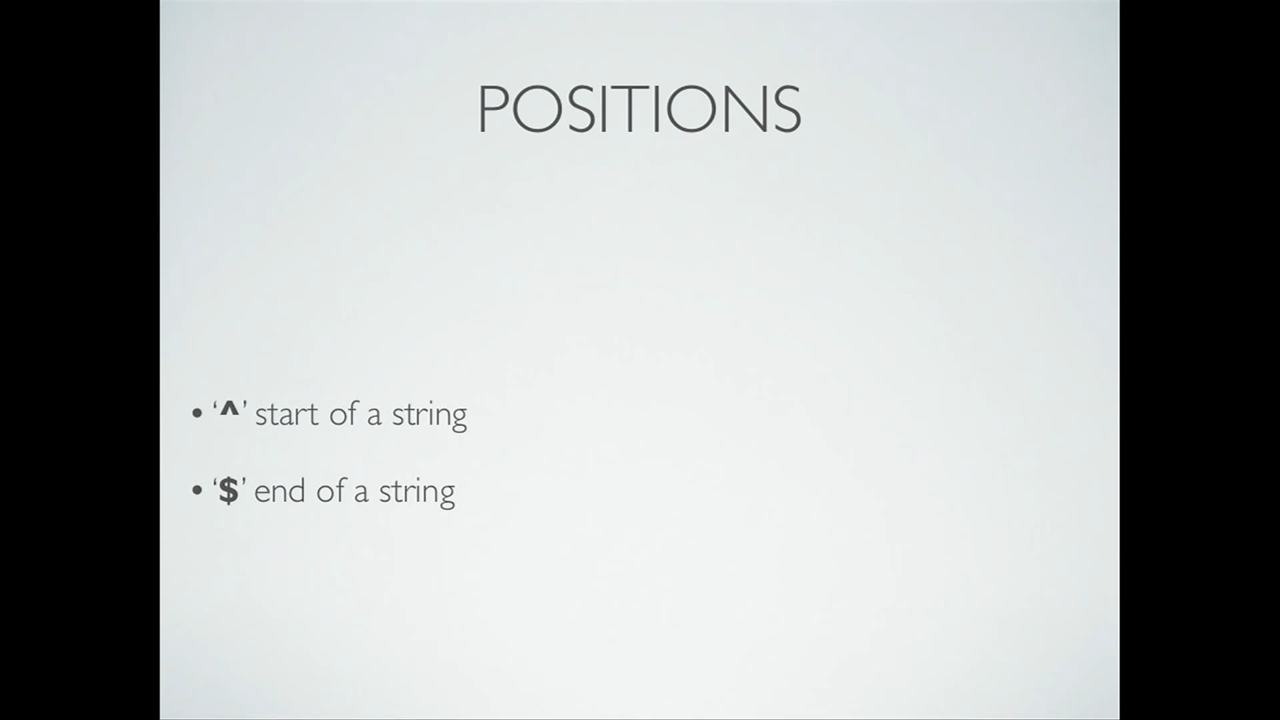 POSITIONS
• ‘^’ start of a string
• ‘$’ end of a string